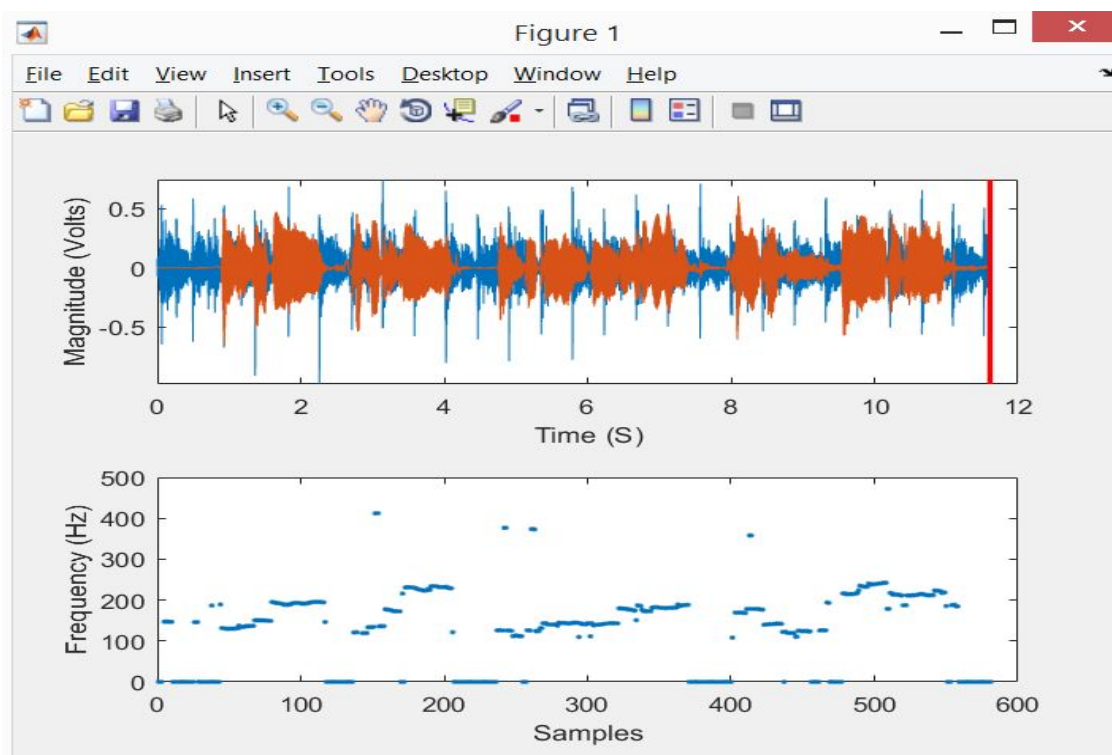 Figure 1
File Edit View Insert Tools Desktop Window Help
Magnitude (Volts)
0.5
0
-0.5
0 2 4 6 8 10 12
Time (S)
Frequency (Hz)
500
400
300
200
100
0
0 100 200 300 400 500 600
Samples